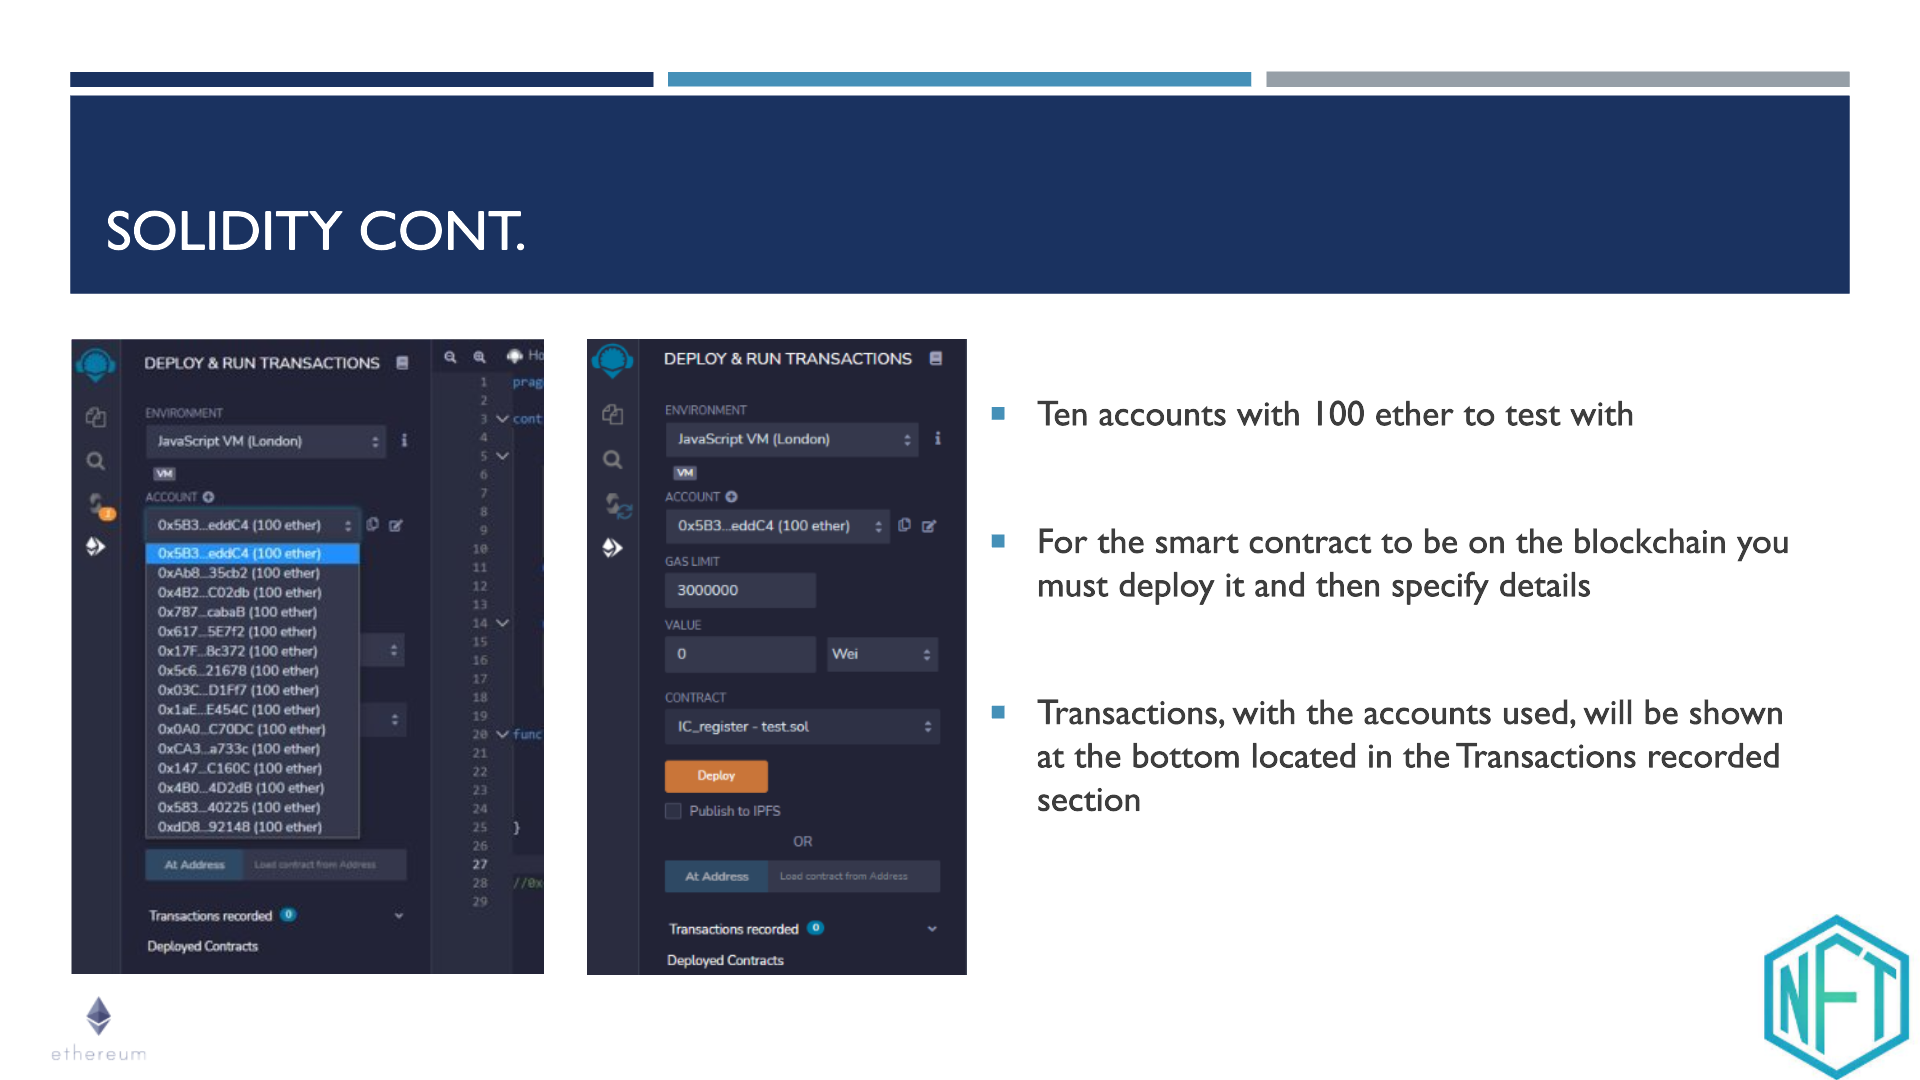 SOLIDITY CONT.
DEPLOY & RUN TRANSACTIONS
ENVIRONMENT
JavaScript VM (London)
VM
ACCOUNT
0x5B3...eddC4 (100 ether)
0x5B3...eddC4 (100 ether)
0xAb8...35cb2 (100 ether)
0x4B2...C02db (100 ether)
0x787...cabaB (100 ether)
0x617...5E7f2 (100 ether)
0x17F...8c372 (100 ether)
0x5c6...21678 (100 ether)
0x03C...D1Ff7 (100 ether)
0x1aE...E454C (100 ether)
0x0A0...C70DC (100 ether)
0xCA3...a733c (100 ether)
0x147...C160C (100 ether)
0x4B0...4D2dB (100 ether)
0x583...40225 (100 ether)
0xdD8...92148 (100 ether)
At Address Load contract from Address
Transactions recorded 0
Deployed Contracts
Ho
1 prag
2
3 cont
4
5
6
7
8
9
10
11
12
13
14
15
16
17
18
19
20 func
21
22
23
24
25 }
26
27
28 //0x
29
DEPLOY & RUN TRANSACTIONS
ENVIRONMENT
JavaScript VM (London)
VM
ACCOUNT
0x5B3...eddC4 (100 ether)
GAS LIMIT
3000000
VALUE
0 Wei
CONTRACT
IC_register - test.sol
Deploy
Publish to IPFS
OR
At Address Load contract from Address
Transactions recorded 0
Deployed Contracts
Ten accounts with 100 ether to test with
For the smart contract to be on the blockchain you
must deploy it and then specify details
Transactions, with the accounts used, will be shown
at the bottom located in the Transactions recorded
section
ethereum
NFT